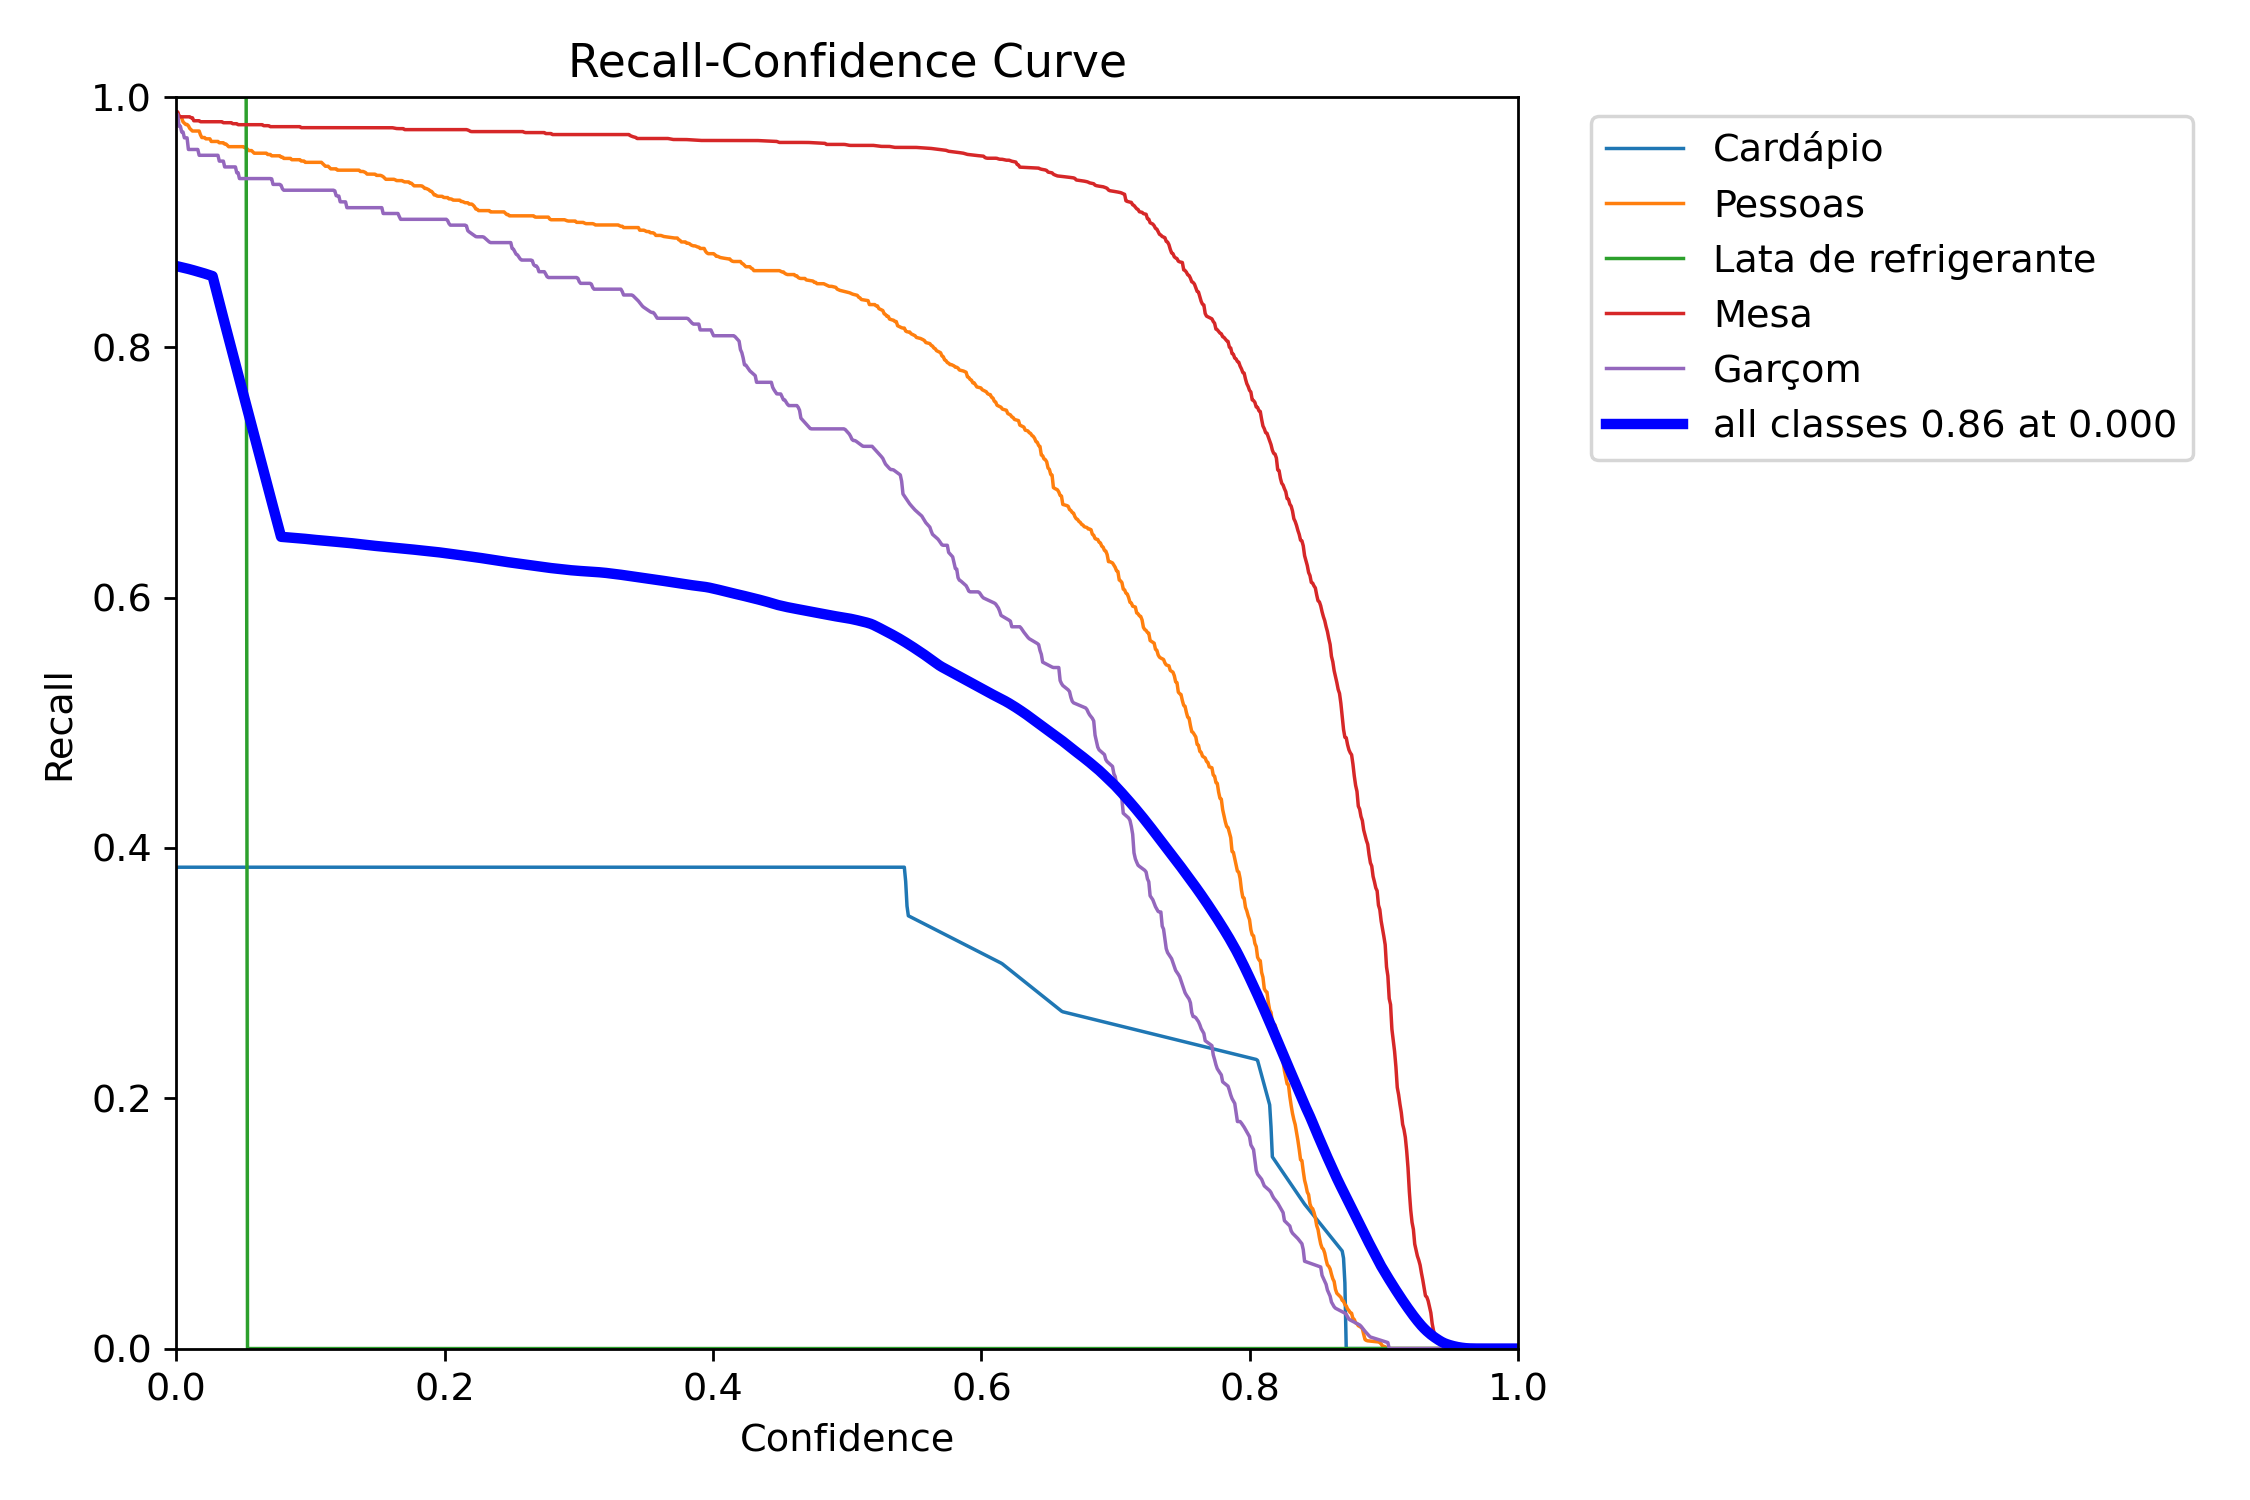 Recall-Confidence Curve
1.0
0.8
0.6
0.4
0.2
0.0
Recall
0.0 0.2 0.4 0.6 0.8 1.0
Confidence
Cardápio
Pessoas
Lata de refrigerante
Mesa
Garçom
all classes 0.86 at 0.000